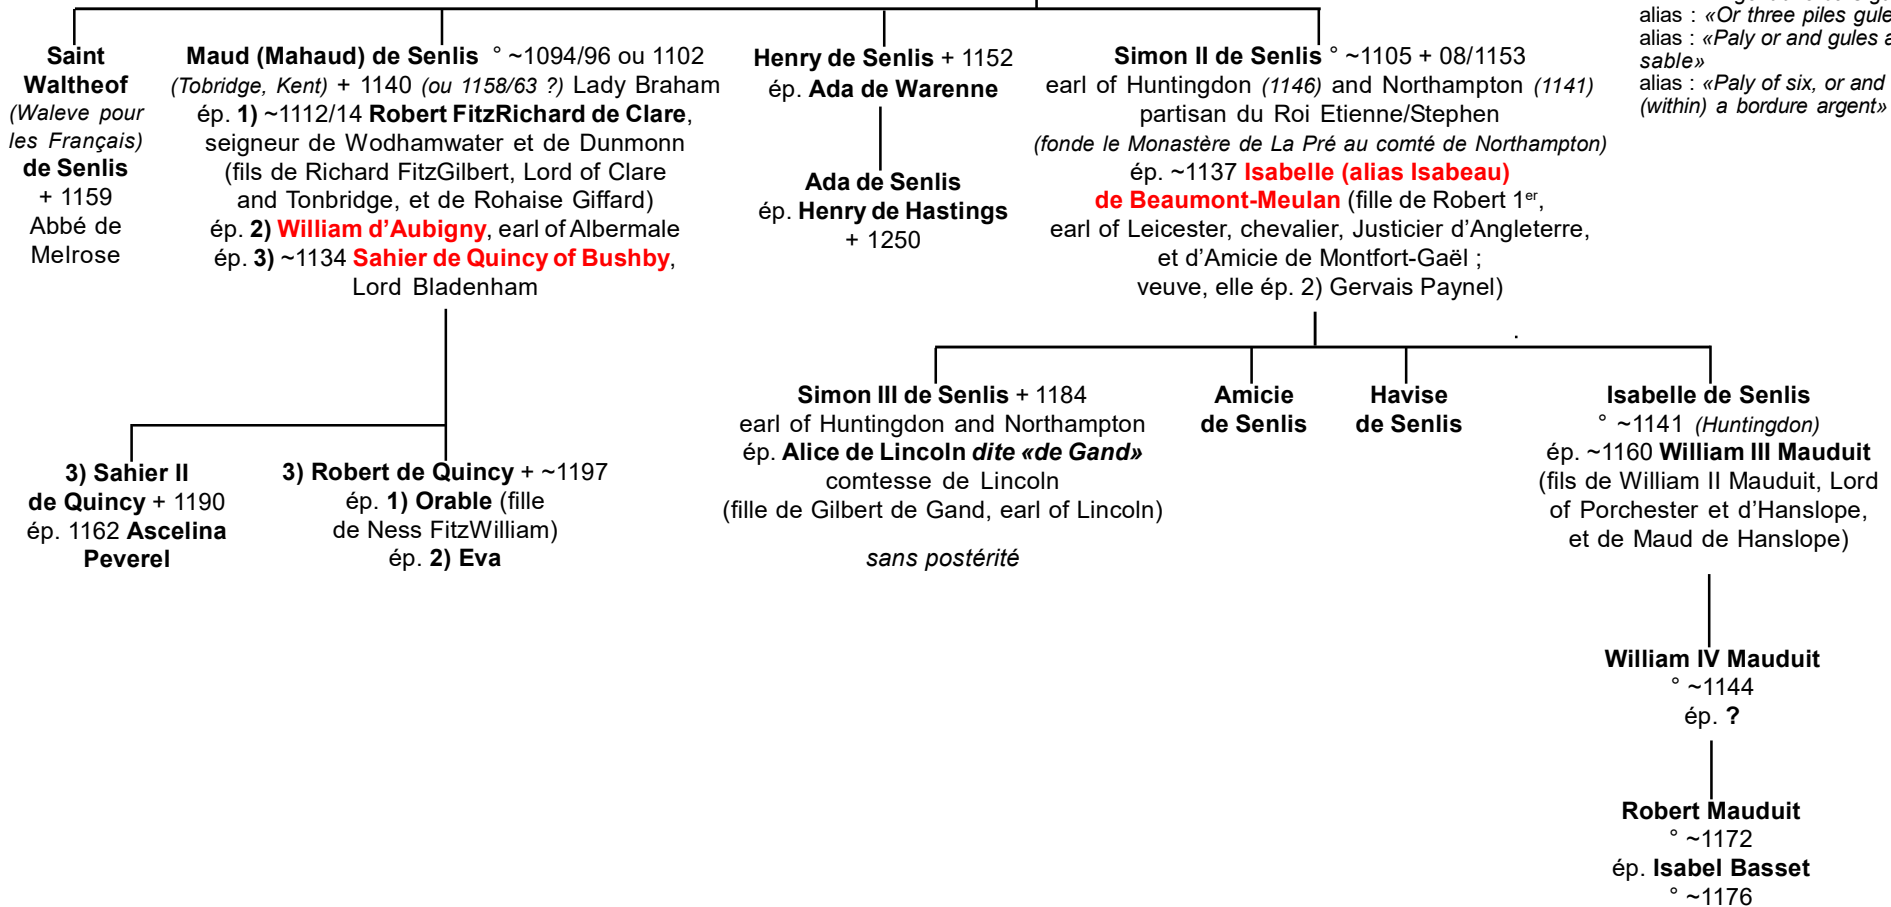 alias : «Or three piles gule
alias : «Paly or and gules a
sable»
alias : «Paly of six, or and
(within) a bordure argent»
Saint
Waltheof
(Waleve pour
les Français)
de Senlis
+ 1159
Abbé de
Melrose
Maud (Mahaud) de Senlis ° ~1094/96 ou 1102
(Tobridge, Kent) + 1140 (ou 1158/63 ?) Lady Braham
ép. 1) ~1112/14 Robert FitzRichard de Clare,
seigneur de Wodhamwater et de Dunmonn
(fils de Richard FitzGilbert, Lord of Clare
and Tonbridge, et de Rohaise Giffard)
ép. 2) William d’Aubigny, earl of Albermale
ép. 3) ~1134 Sahier de Quincy of Bushby,
Lord Bladenham
Henry de Senlis + 1152
ép. Ada de Warenne
Ada de Senlis
ép. Henry de Hastings
+ 1250
Simon II de Senlis ° ~1105 + 08/1153
earl of Huntingdon (1146) and Northampton (1141)
partisan du Roi Etienne/Stephen
(fonde le Monastère de La Pré au comté de Northampton)
ép. ~1137 Isabelle (alias Isabeau)
de Beaumont-Meulan (fille de Robert 1er,
earl of Leicester, chevalier, Justicier d’Angleterre,
et d’Amicie de Montfort-Gaël ;
veuve, elle ép. 2) Gervais Paynel)
3) Sahier II
de Quincy + 1190
ép. 1162 Ascelina
Peverel
3) Robert de Quincy + ~1197
ép. 1) Orable (fille
de Ness FitzWilliam)
ép. 2) Eva
Simon III de Senlis + 1184
earl of Huntingdon and Northampton
ép. Alice de Lincoln dite «de Gand»
comtesse de Lincoln
(fille de Gilbert de Gand, earl of Lincoln)
sans postérité
Amicie
de Senlis
Havise
de Senlis
Isabelle de Senlis
° ~1141 (Huntingdon)
ép. ~1160 William III Mauduit
(fils de William II Mauduit, Lord
of Porchester et d’Hanslope,
et de Maud de Hanslope)
William IV Mauduit
° ~1144
ép. ?
Robert Mauduit
° ~1172
ép. Isabel Basset
° ~1176